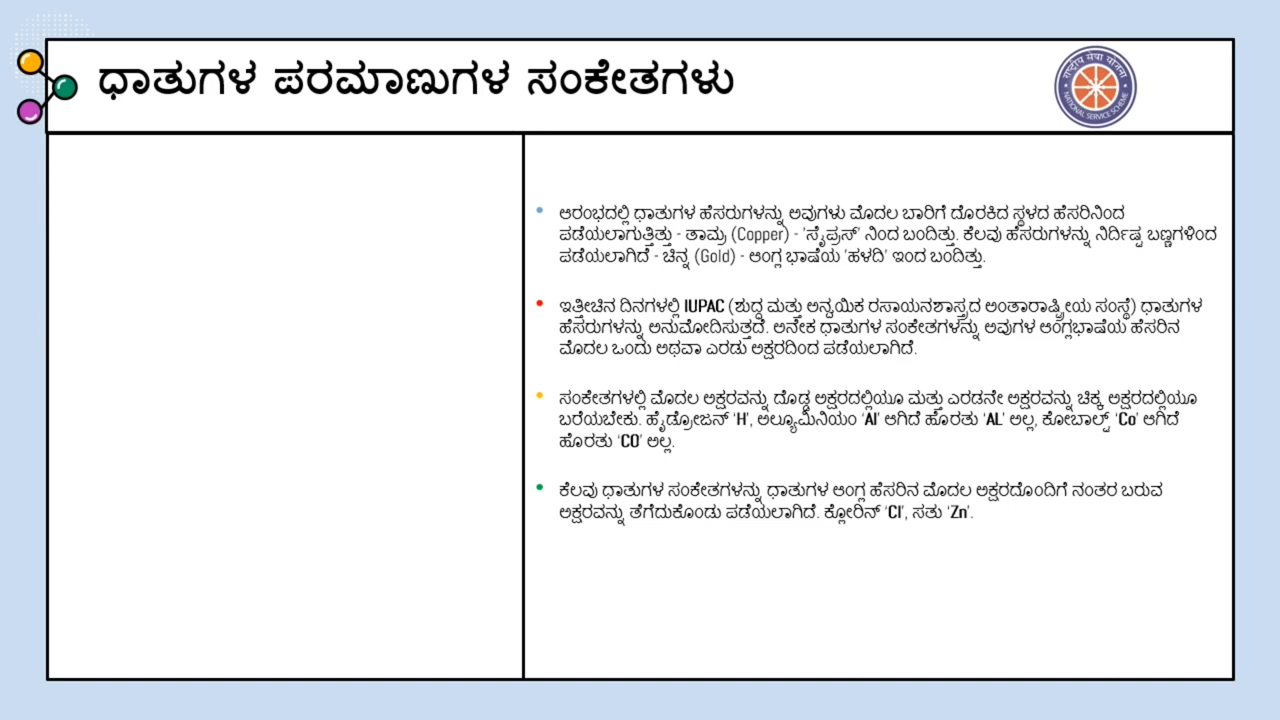 ಧಾತುಗಳ ಪರಮಾಣುಗಳ ಸಂಕೇತಗಳು
राष्ट्रीय सेवा योजना
NATIONAL SERVICE SCHEME
• ಆರಂಭದಲ್ಲಿ ಧಾತುಗಳ ಹೆಸರುಗಳನ್ನು ಅವುಗಳು ಮೊದಲ ಬಾರಿಗೆ ದೊರಕಿದ ಸ್ಥಳದ ಹೆಸರಿನಿಂದ
ಪಡೆಯಲಾಗುತ್ತಿತ್ತು - ತಾಮ್ರ (Copper) - 'ಸೈಪ್ರಸ್' ನಿಂದ ಬಂದಿತ್ತು. ಕೆಲವು ಹೆಸರುಗಳನ್ನು ನಿರ್ದಿಷ್ಟ ಬಣ್ಣಗಳಿಂದ
ಪಡೆಯಲಾಗಿದೆ - ಚಿನ್ನ (Gold) - ಆಂಗ್ಲ ಭಾಷೆಯ 'ಹಳದಿ' ಇಂದ ಬಂದಿತ್ತು.
• ಇತ್ತೀಚಿನ ದಿನಗಳಲ್ಲಿ IUPAC (ಶುದ್ಧ ಮತ್ತು ಅನ್ವಯಿಕ ರಸಾಯನಶಾಸ್ತ್ರದ ಅಂತಾರಾಷ್ಟ್ರೀಯ ಸಂಸ್ಥೆ) ಧಾತುಗಳ
ಹೆಸರುಗಳನ್ನು ಅನುಮೋದಿಸುತ್ತದೆ. ಅನೇಕ ಧಾತುಗಳ ಸಂಕೇತಗಳನ್ನು ಅವುಗಳ ಆಂಗ್ಲಭಾಷೆಯ ಹೆಸರಿನ
ಮೊದಲ ಒಂದು ಅಥವಾ ಎರಡು ಅಕ್ಷರದಿಂದ ಪಡೆಯಲಾಗಿದೆ.
• ಸಂಕೇತಗಳಲ್ಲಿ ಮೊದಲ ಅಕ್ಷರವನ್ನು ದೊಡ್ಡ ಅಕ್ಷರದಲ್ಲಿಯೂ ಮತ್ತು ಎರಡನೇ ಅಕ್ಷರವನ್ನು ಚಿಕ್ಕ ಅಕ್ಷರದಲ್ಲಿಯೂ
ಬರೆಯಬೇಕು. ಹೈಡ್ರೋಜನ್ 'H', ಅಲ್ಯೂಮಿನಿಯಂ 'Al' ಆಗಿದೆ ಹೊರತು 'AL' ಅಲ್ಲ, ಕೋಬಾಲ್ಟ್ 'Co' ಆಗಿದೆ
ಹೊರತು 'CO' ಅಲ್ಲ.
• ಕೆಲವು ಧಾತುಗಳ ಸಂಕೇತಗಳನ್ನು ಧಾತುಗಳ ಆಂಗ್ಲ ಹೆಸರಿನ ಮೊದಲ ಅಕ್ಷರದೊಂದಿಗೆ ನಂತರ ಬರುವ
ಅಕ್ಷರವನ್ನು ತೆಗೆದುಕೊಂಡು ಪಡೆಯಲಾಗಿದೆ. ಕ್ಲೋರಿನ್ 'Cl', ಸತು 'Zn'.